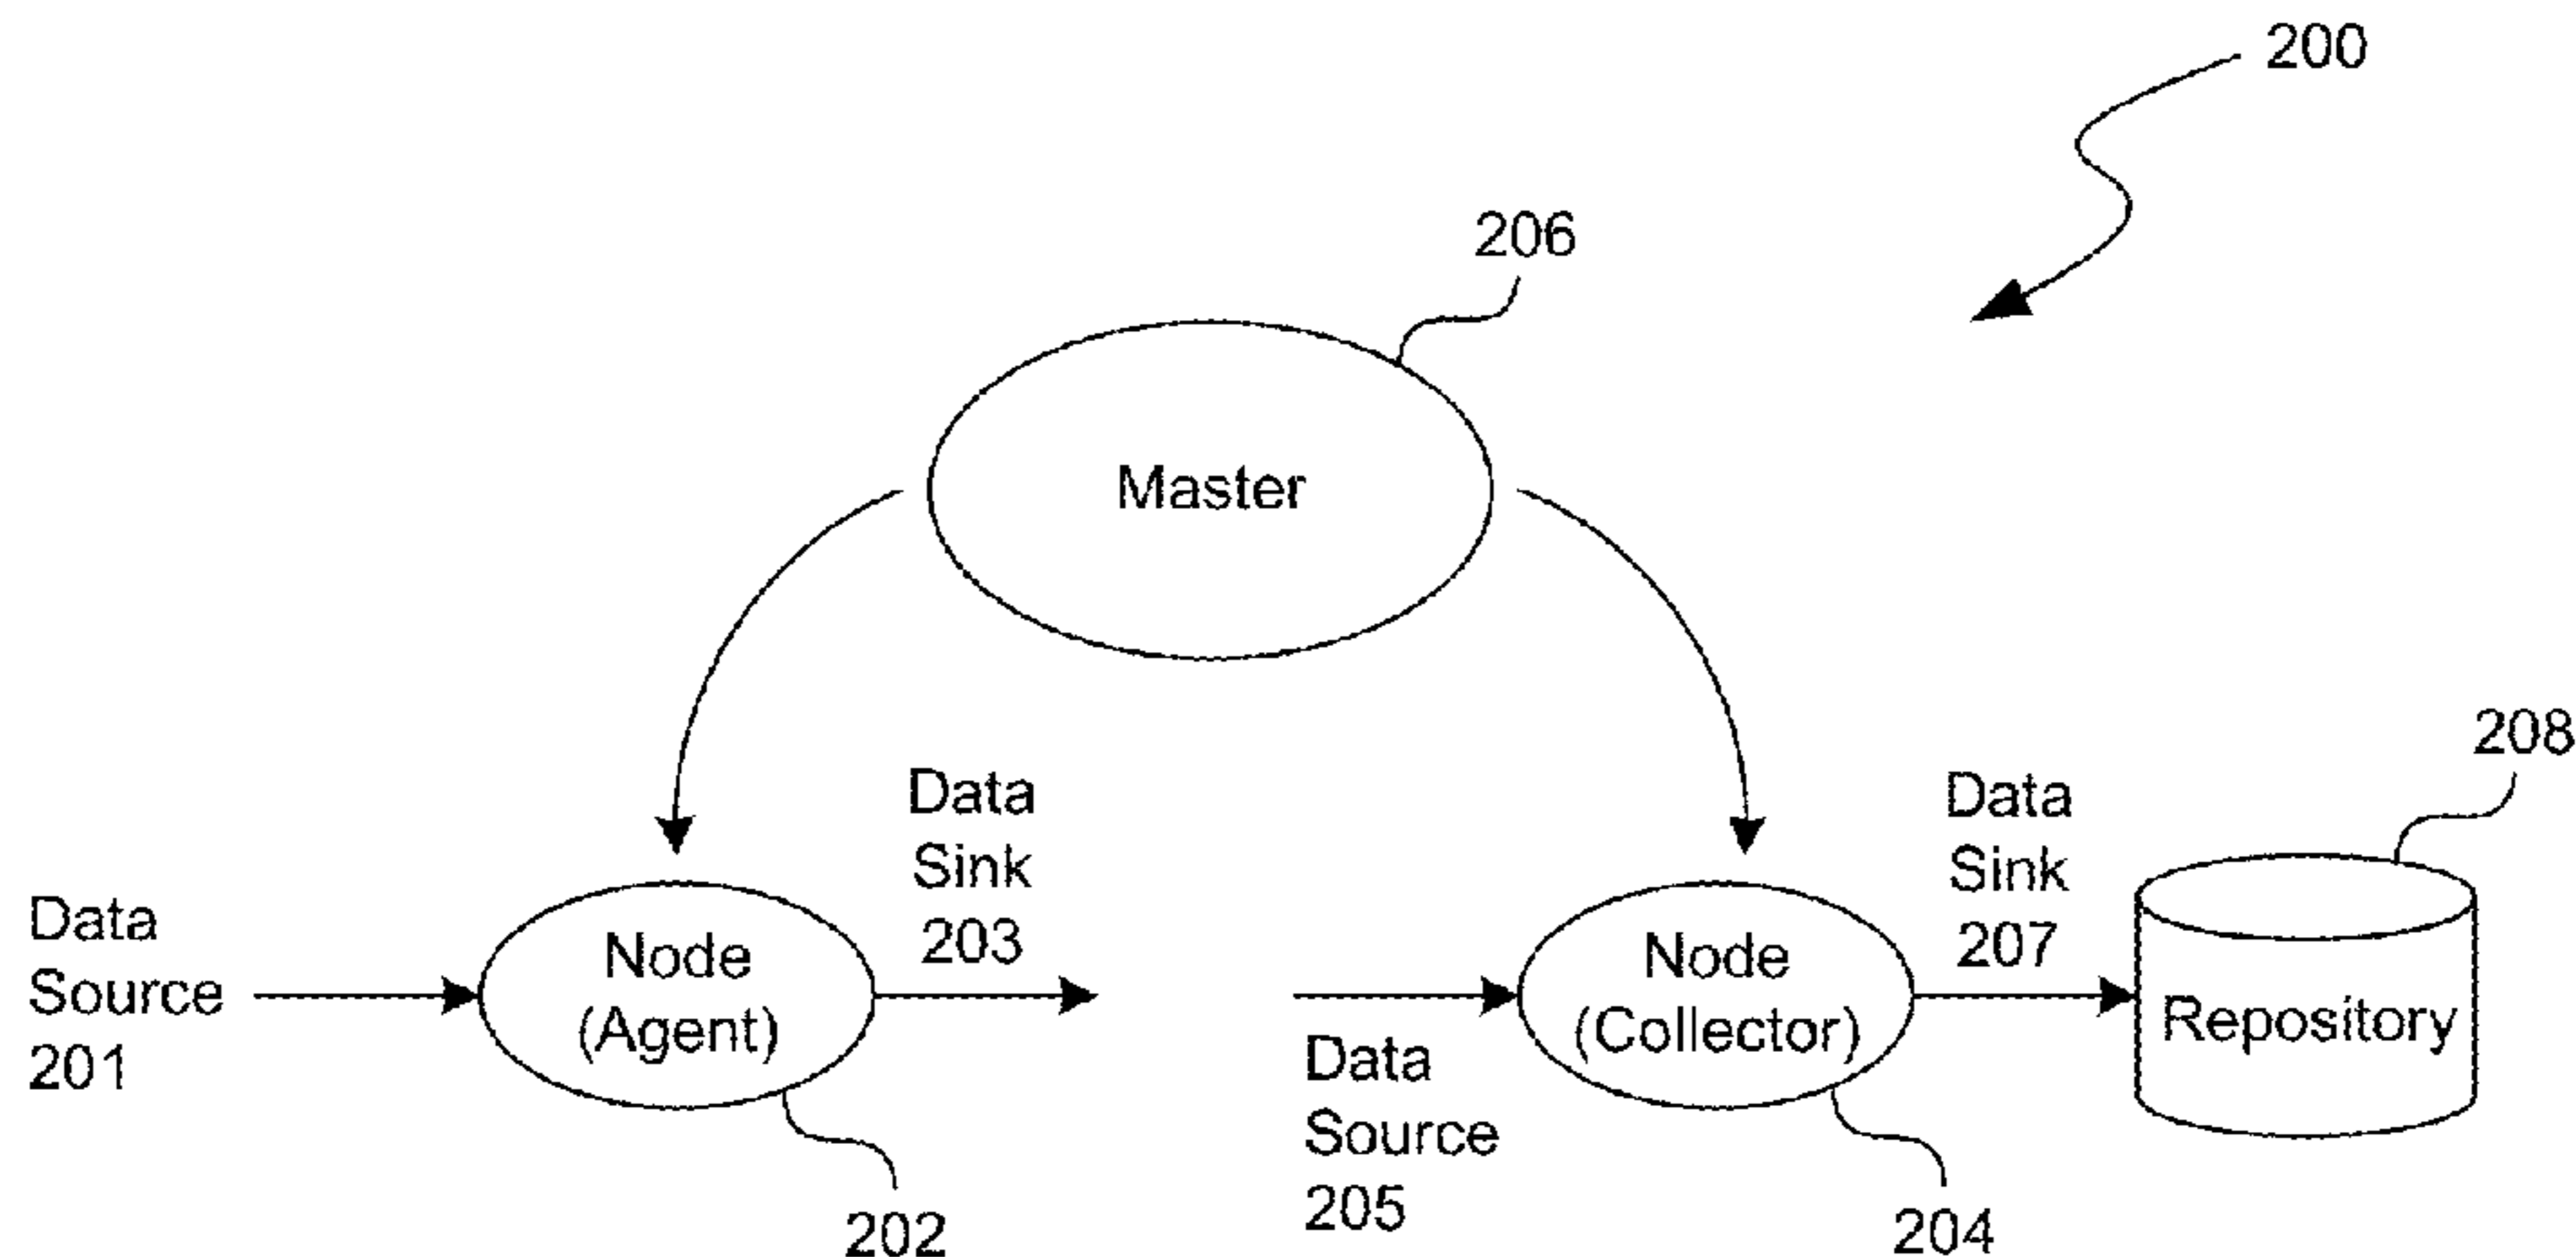 200
206
Master
208
Data
Sink
203
Data
Sink
207
Data
Source
201
Node
(Agent)
Node
(Collector)
Repository
Data
Source
205
202
204